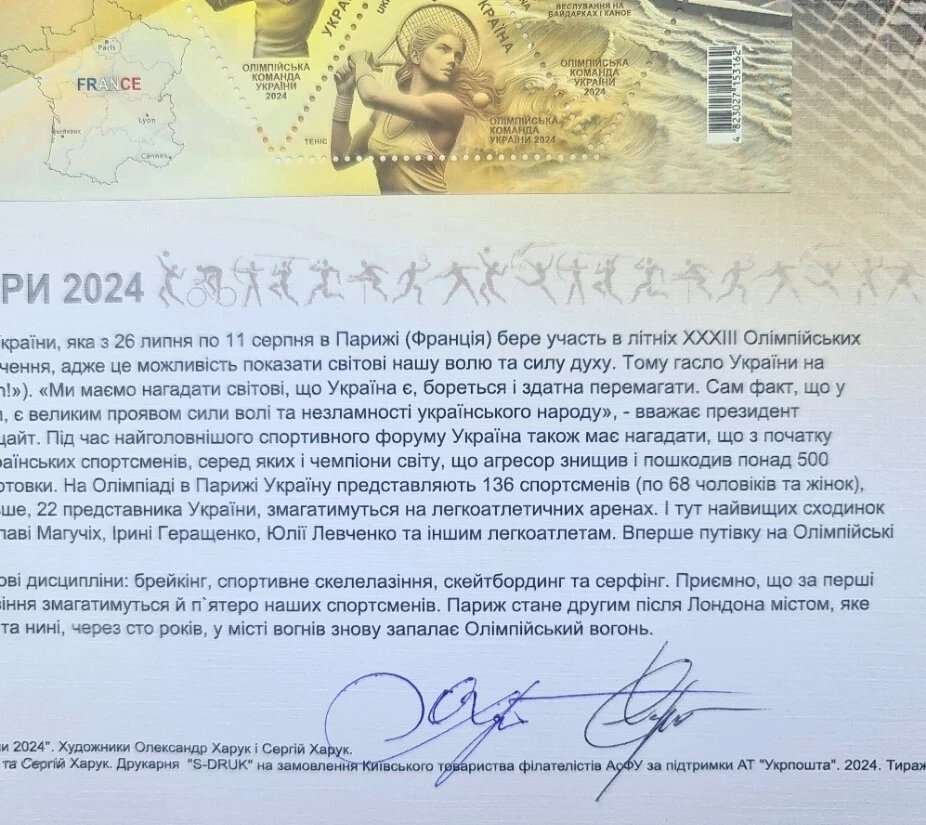 УКРАЇНА
ВЕСЛУВАННЯ НА
БАЙДАРКАХ І КАНОЕ
Paris
FRANCE
Lyon
Cannes
ОЛІМПІЙСЬКА
КОМАНДА
УКРАЇНИ
2024
ТЕНІС
ОЛІМПІЙСЬКА
КОМАНДА
УКРАЇНИ 2024
ОЛІМПІЙСЬКА
КОМАНДА
УКРАЇНИ
2024
4 823027 153162
РИ 2024
країни, яка з 26 липня по 11 серпня в Парижі (Франція) бере участь в літніх XXXIII Олімпійських
чення, адже це можливість показати світові нашу волю та силу духу. Тому гасло України на
!»). «Ми маємо нагадати світові, що Україна є, бореться і здатна перемагати. Сам факт, що у
, є великим проявом сили волі та незламності українського народу», - вважає президент
цайт. Під час найголовнішого спортивного форуму Україна також має нагадати, що з початку
раїнських спортсменів, серед яких і чемпіони світу, що агресор знищив і пошкодив понад 500
отовки. На Олімпіаді в Парижі Україну представляють 136 спортсменів (по 68 чоловіків та жінок),
ше, 22 представника України, змагатимуться на легкоатлетичних аренах. І тут найвищих сходинок
лаві Магучіх, Ірині Геращенко, Юлії Левченко та іншим легкоатлетам. Вперше путівку на Олімпійські
ові дисципліни: брейкінг, спортивне скелелазіння, скейтбординг та серфінг. Приємно, що за перші
іння змагатимуться й п`ятеро наших спортсменів. Париж стане другим після Лондона містом, яке
та нині, через сто років, у місті вогнів знову запалає Олімпійський вогонь.
и 2024". Художники Олександр Харук і Сергій Харук.
та Сергій Харук. Друкарня "S-DRUK" на замовлення Київського товариства філателістів АсФУ за підтримки АТ "Укрпошта". 2024. Тираж